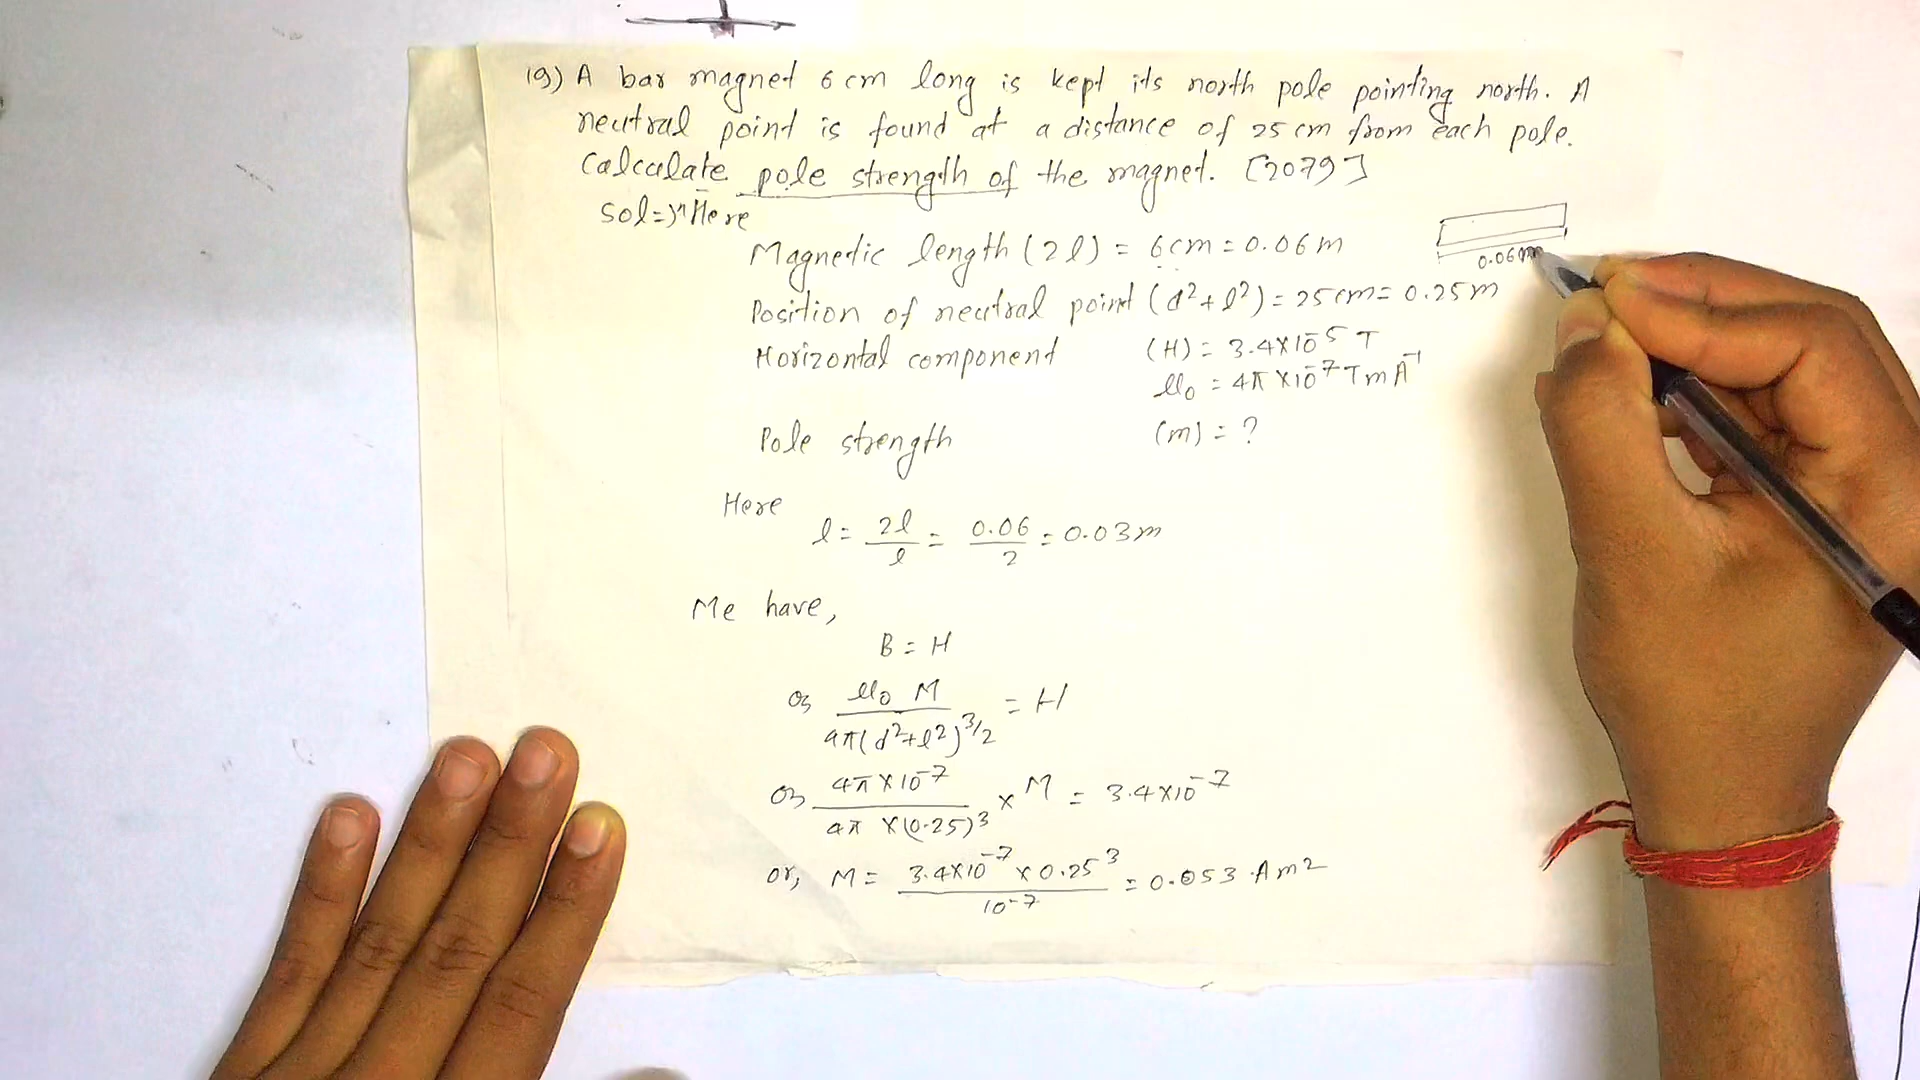 19) A bar magnet 6 cm long is kept its north pole pointing north. A
neutral point is found at a distance of 25 cm from each pole.
Calculate pole strength of the magnet. [2079]
Sol=)ⁿ Here
Magnetic length (2l) = 6cm = 0.06m
0.06m
Position of neutral point (d²+l²) = 25cm = 0.25m
Horizontal component (H) = 3.4×10⁻⁵ T
μ₀ = 4π×10⁻⁷ TmA⁻¹
Pole strength (m) = ?
Here
l = 2l/l = 0.06/2 = 0.03m
We have,
B = H
or μ₀ M / 4π(d²+l²)^3/2 = H
or 4π×10⁻⁷ / 4π×(0.25)³ × M = 3.4×10⁻⁷
or, M = 3.4×10⁻⁷ × 0.25³ / 10⁻⁷ = 0.053 Am²